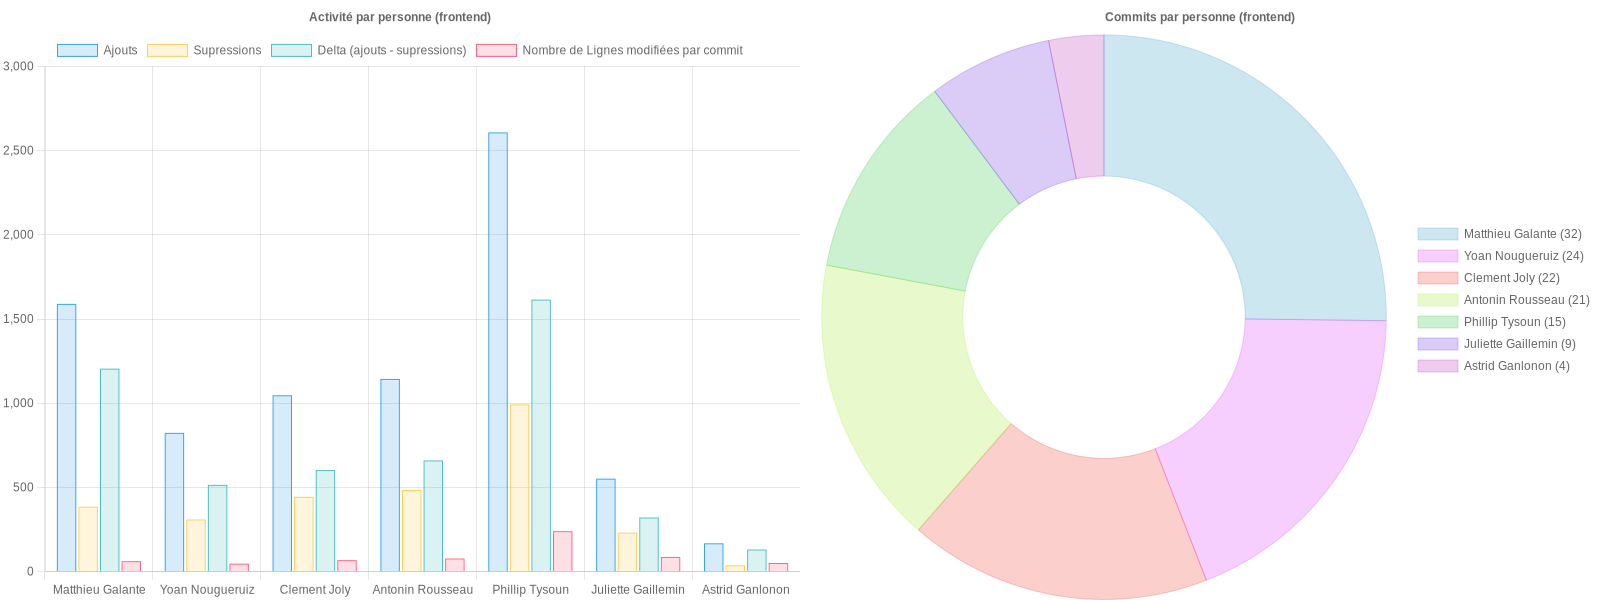 Activité par personne (frontend)
Ajouts Supressions Delta (ajouts - supressions) Nombre de Lignes modifiées par commit
3,000
2,500
2,000
1,500
1,000
500
0
Matthieu Galante Yoan Nougueruiz Clement Joly Antonin Rousseau Phillip Tysoun Juliette Gaillemin Astrid Ganlonon
Commits par personne (frontend)
Matthieu Galante (32)
Yoan Nougueruiz (24)
Clement Joly (22)
Antonin Rousseau (21)
Phillip Tysoun (15)
Juliette Gaillemin (9)
Astrid Ganlonon (4)